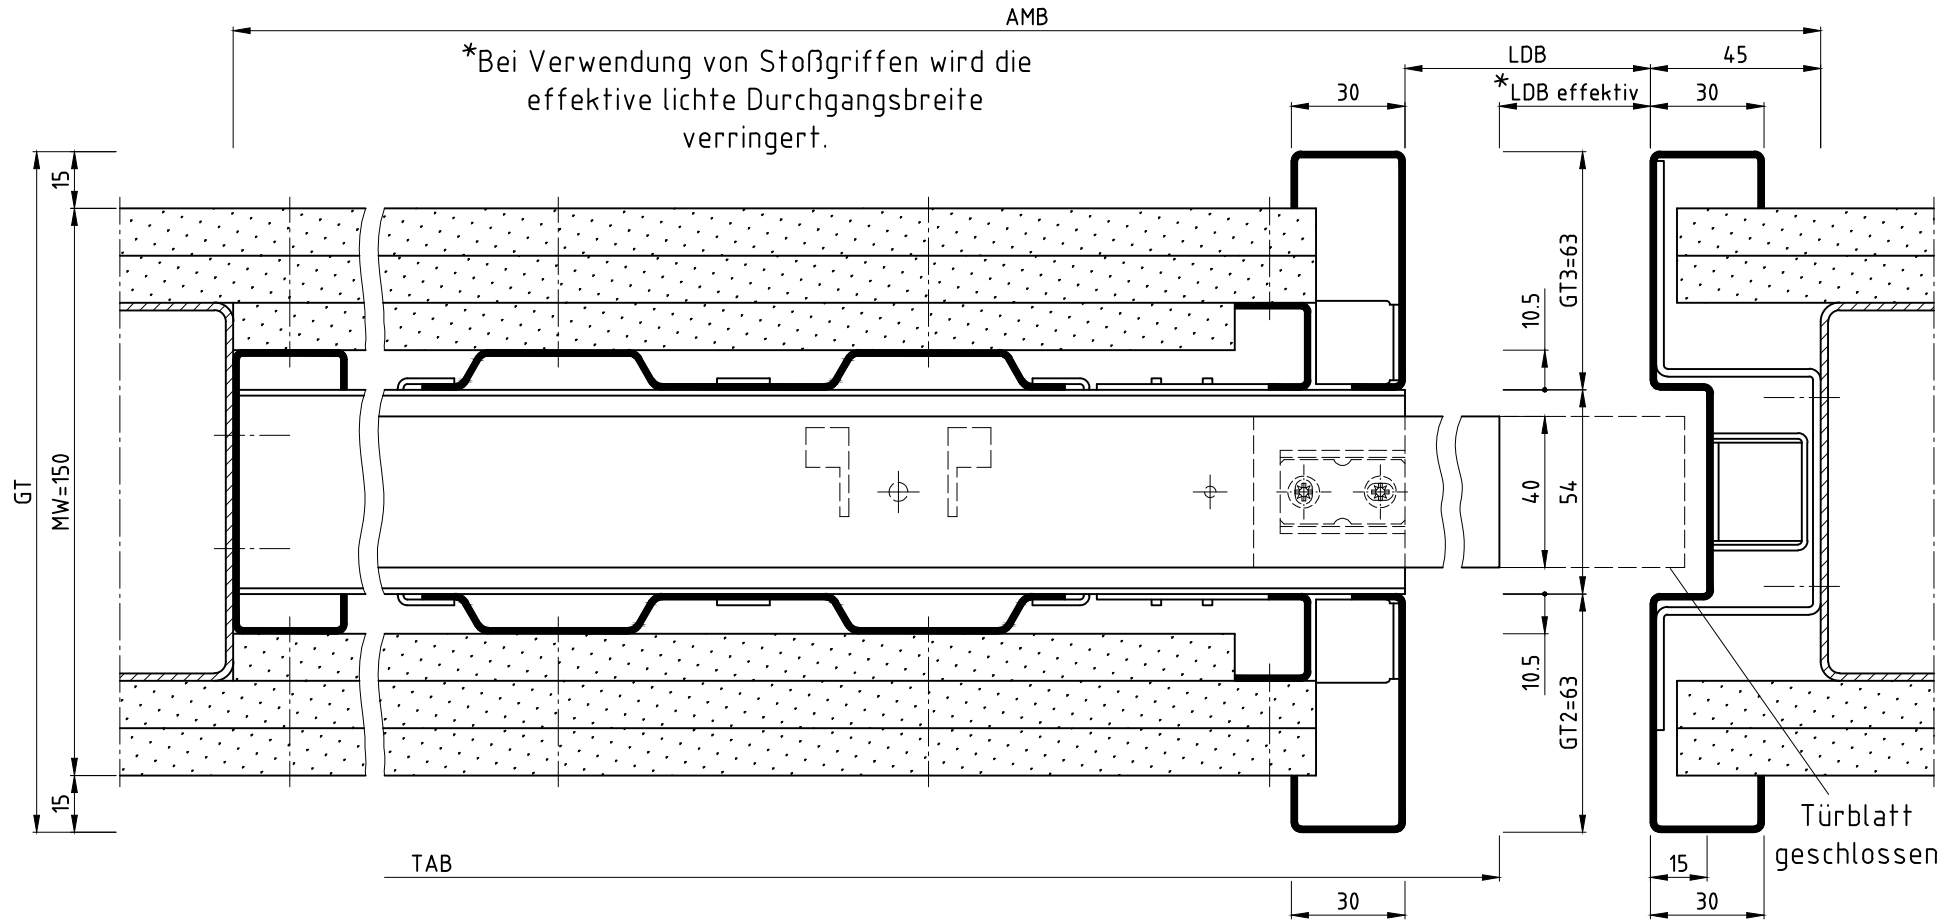 AMB
*Bei Verwendung von Stoßgriffen wird die
effektive lichte Durchgangsbreite
verringert.
LDB
45
*LDB effektiv
30
30
15
GT
MW=150
15
GT3=63
10.5
40
54
10.5
GT2=63
Türblatt
geschlossen
TAB
15
30
30